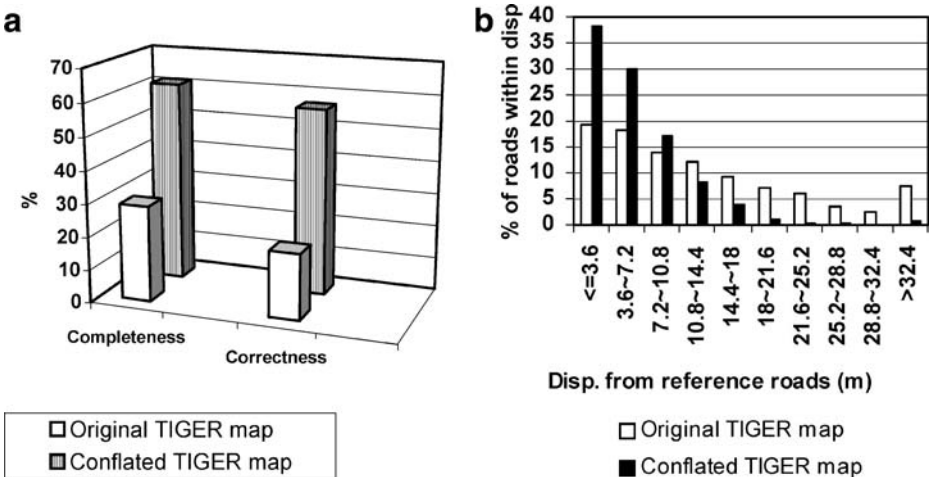 a
70
60
50
40
30
20
10
0
%
Completeness
Correctness
Original TIGER map
Conflated TIGER map
b
% of roads within disp
40
35
30
25
20
15
10
5
0
<=3.6
3.6~7.2
7.2~10.8
10.8~14.4
14.4~18
18~21.6
21.6~25.2
25.2~28.8
28.8~32.4
>32.4
Disp. from reference roads (m)
Original TIGER map
Conflated TIGER map